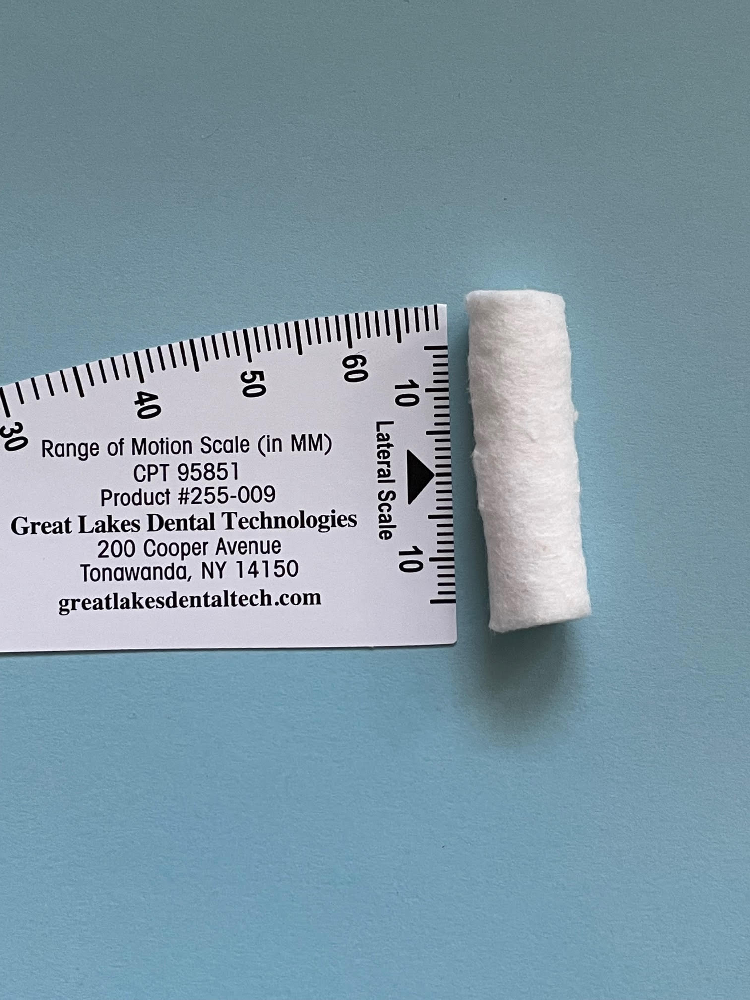 30
40
50
60
10
Lateral Scale
10
Range of Motion Scale (in MM)
CPT 95851
Product #255-009
Great Lakes Dental Technologies
200 Cooper Avenue
Tonawanda, NY 14150
greatlakesdentaltech.com